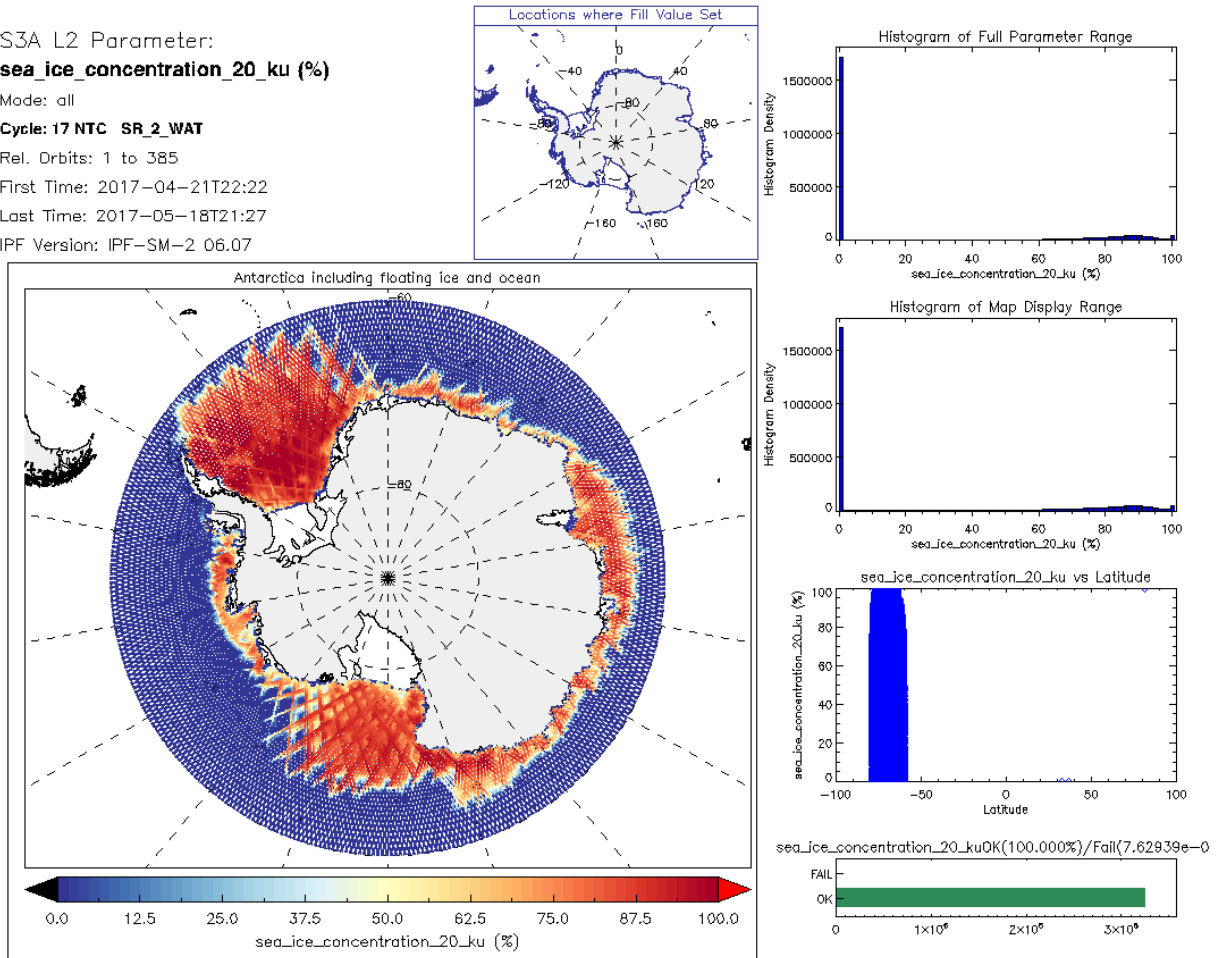 S3A L2 Parameter:
sea_ice_concentration_20_ku (%)
Mode: all
Cycle: 17 NTC SR_2_WAT
Rel. Orbits: 1 to 385
First Time: 2017-04-21T22:22
Last Time: 2017-05-18T21:27
IPF Version: IPF-SM-2 06.07
Locations where Fill Value Set
0
-40
40
-80
-80
80
-120
120
-160
160
Histogram of Full Parameter Range
Histogram Density
1500000
1000000
500000
0
0 20 40 60 80 100
sea_ice_concentration_20_ku (%)
Antarctica including floating ice and ocean
-60
-80
0.0 12.5 25.0 37.5 50.0 62.5 75.0 87.5 100.0
sea_ice_concentration_20_ku (%)
Histogram of Map Display Range
Histogram Density
1500000
1000000
500000
0
0 20 40 60 80 100
sea_ice_concentration_20_ku (%)
sea_ice_concentration_20_ku vs Latitude
sea_ice_concentration_20_ku (%)
100
80
60
40
20
0
-100 -50 0 50 100
Latitude
sea_ice_concentration_20_kuOK(100.000%)/Fail(7.62939e-0
FAIL
OK
0 1×10⁶ 2×10⁶ 3×10⁶